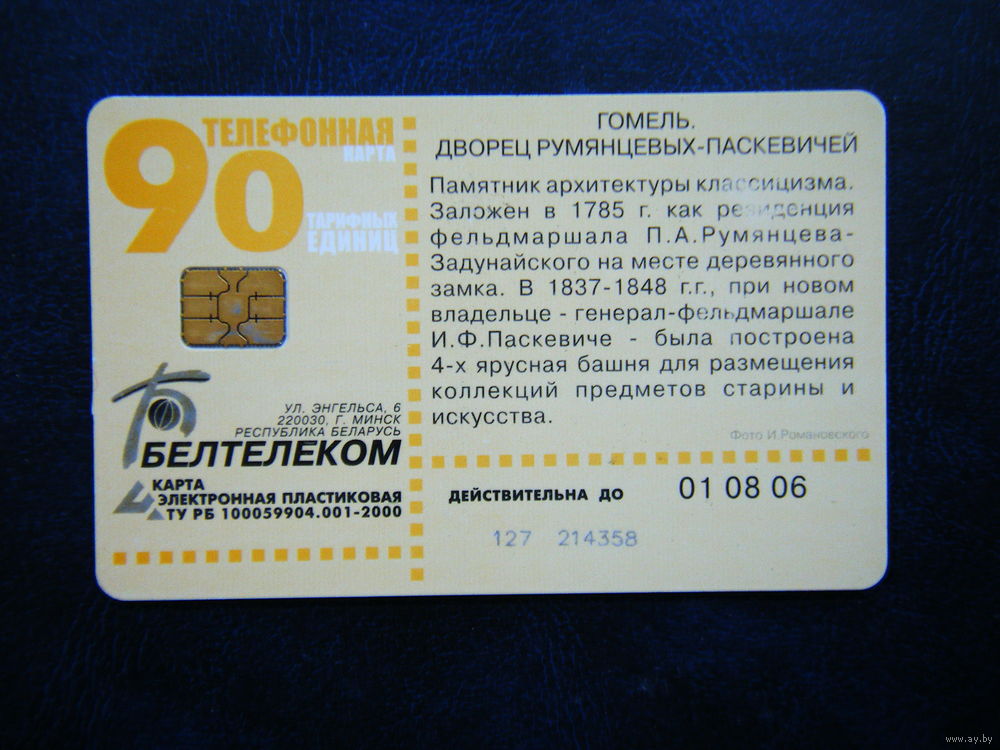 90
ТЕЛЕФОННАЯ
КАРТА
ТАРИФНЫХ
ЕДИНИЦ
УЛ. ЭНГЕЛЬСА, 6
220030, Г. МИНСК
РЕСПУБЛИКА БЕЛАРУСЬ
БЕЛТЕЛЕКОМ
КАРТА
ЭЛЕКТРОННАЯ ПЛАСТИКОВАЯ
ТУ РБ 100059904.001-2000
ГОМЕЛЬ.
ДВОРЕЦ РУМЯНЦЕВЫХ-ПАСКЕВИЧЕЙ
Памятник архитектуры классицизма.
Заложен в 1785 г. как резиденция
фельдмаршала П.А.Румянцева-
Задунайского на месте деревянного
замка. В 1837-1848 г.г., при новом
владельце - генерал-фельдмаршале
И.Ф.Паскевиче - была построена
4-х ярусная башня для размещения
коллекций предметов старины и
искусства.
Фото И.Романовского
ДЕЙСТВИТЕЛЬНА ДО 01 08 06
127 214358
www.ay.by